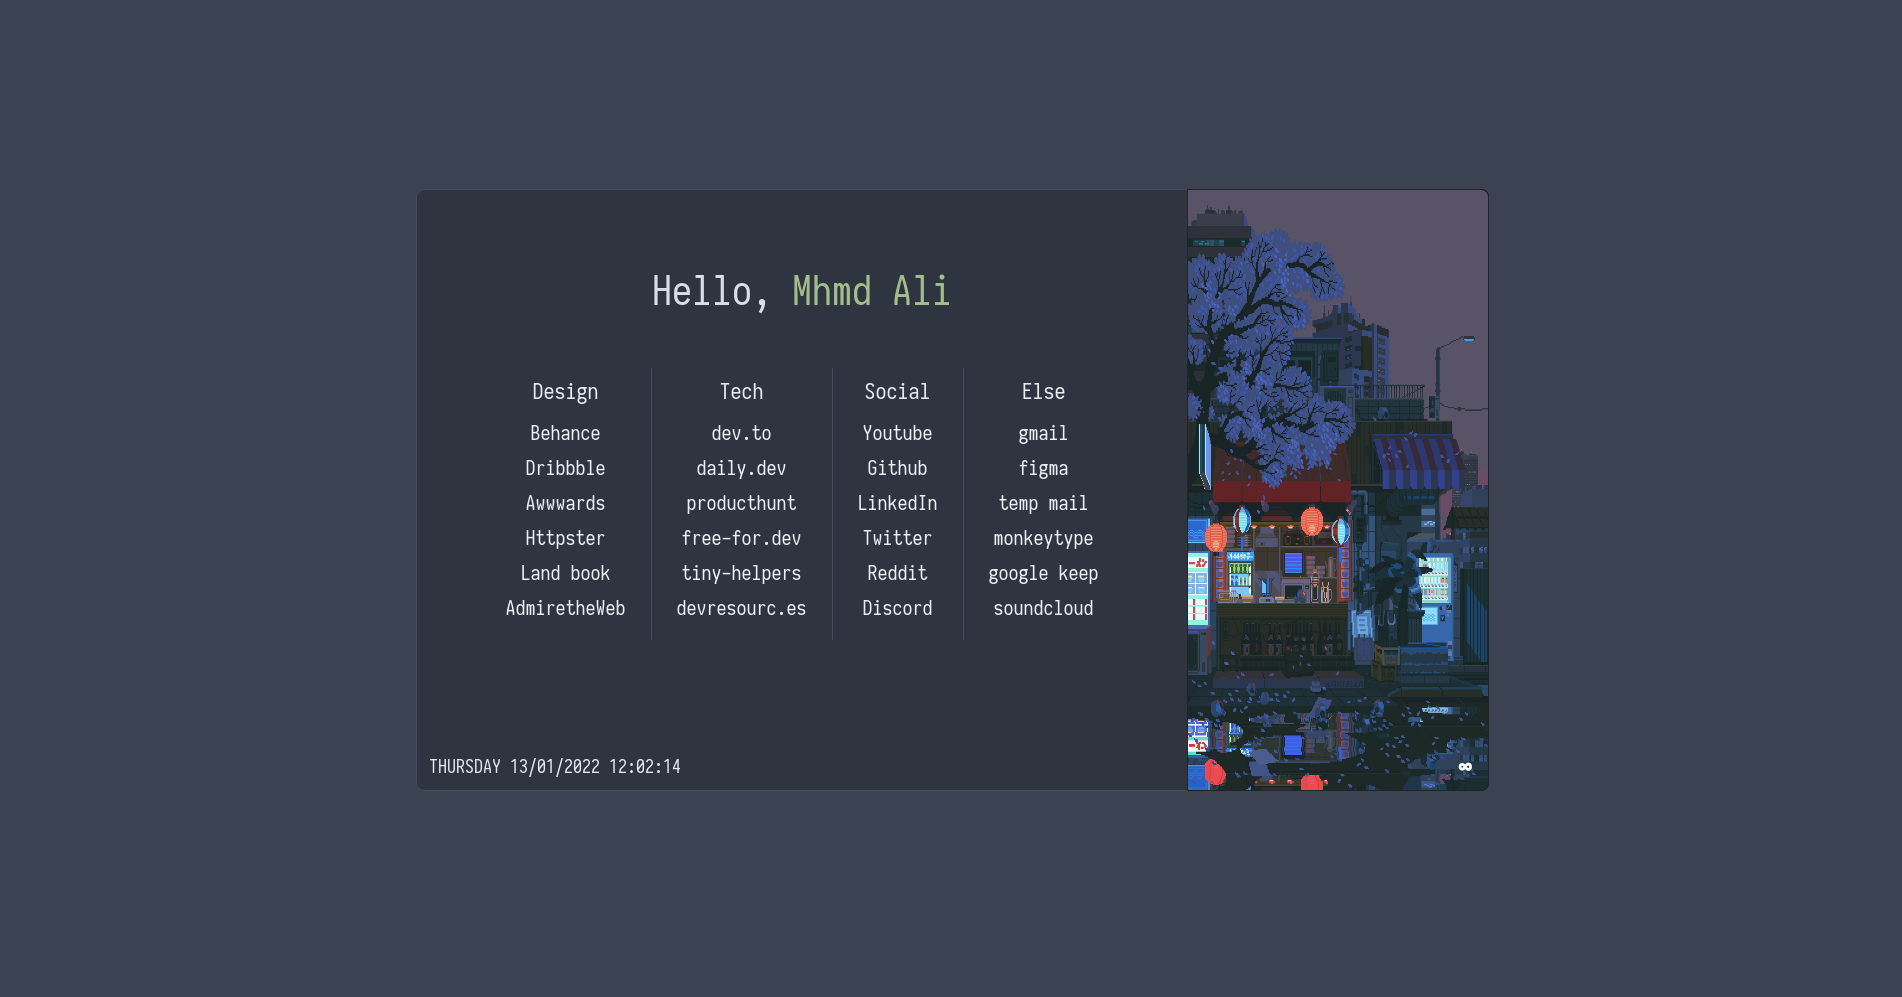 Hello, Mhmd Ali
Design
Behance
Dribbble
Awwwards
Httpster
Land book
AdmiretheWeb
Tech
dev.to
daily.dev
producthunt
free-for.dev
tiny-helpers
devresourc.es
Social
Youtube
Github
LinkedIn
Twitter
Reddit
Discord
Else
gmail
figma
temp mail
monkeytype
google keep
soundcloud
THURSDAY 13/01/2022 12:02:14